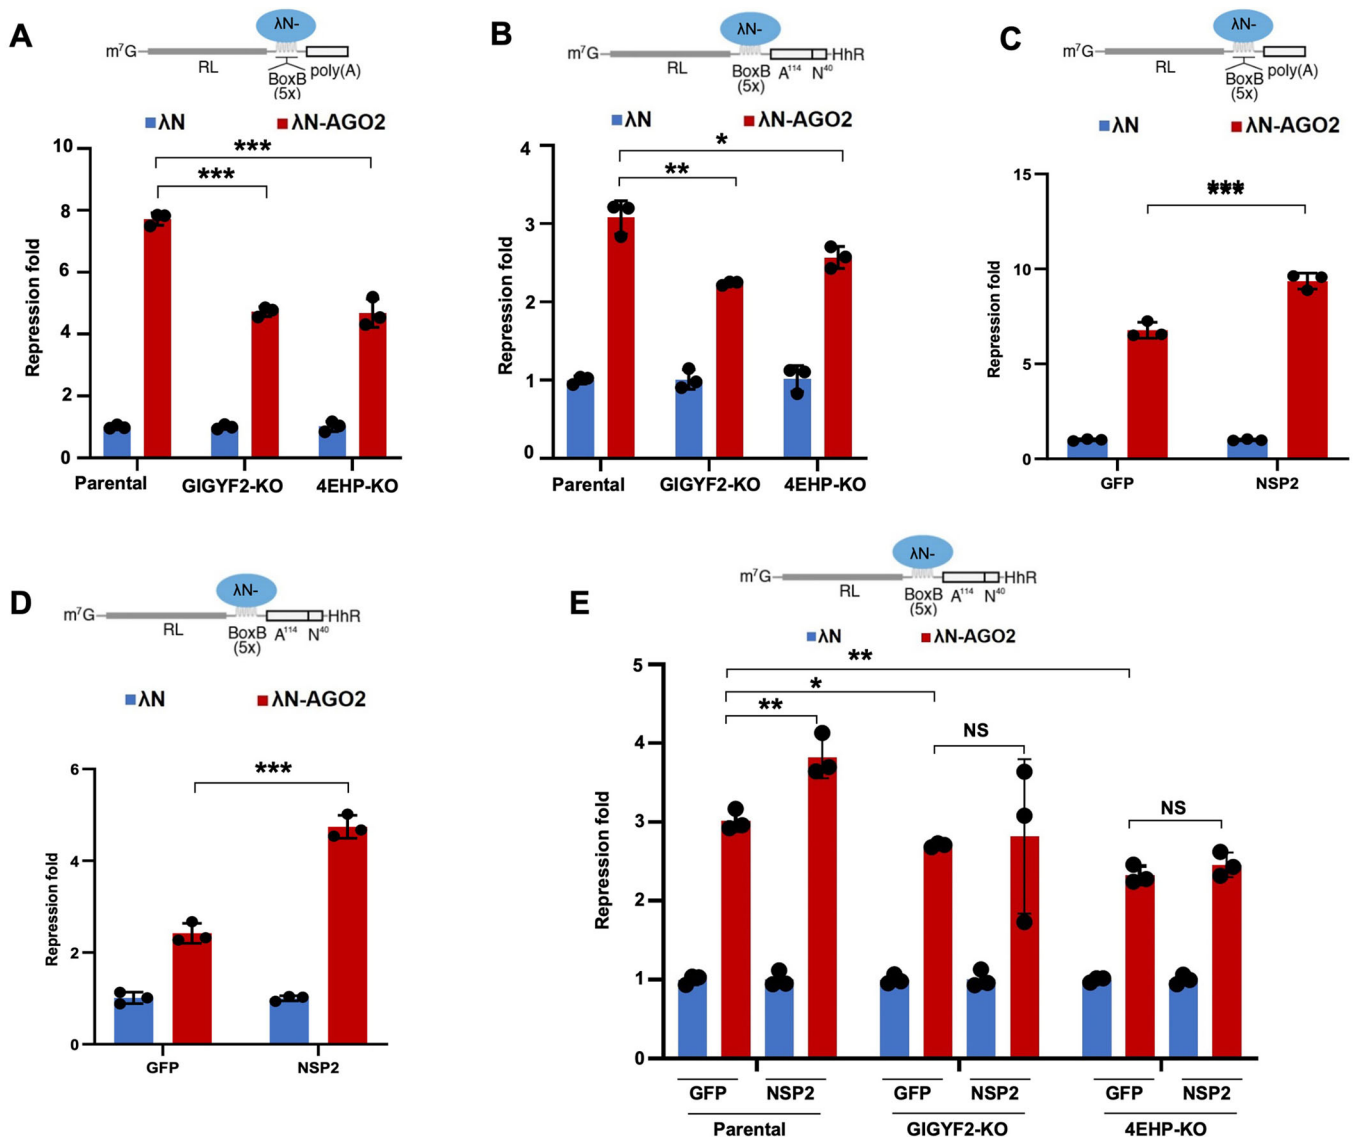 A
λN-
m⁷G
RL
BoxB
(5x)
poly(A)
λN
λN-AGO2
***
***
Repression fold
10
8
6
4
2
0
Parental
GIGYF2-KO
4EHP-KO
B
λN-
m⁷G
RL
BoxB
(5x)
A¹¹⁴
N⁴⁰
HhR
λN
λN-AGO2
*
**
Repression fold
4
3
2
1
0
Parental
GIGYF2-KO
4EHP-KO
C
λN-
m⁷G
RL
BoxB
(5x)
poly(A)
λN
λN-AGO2
***
Repression fold
15
10
5
0
GFP
NSP2
D
λN-
m⁷G
RL
BoxB
(5x)
A¹¹⁴
N⁴⁰
HhR
λN
λN-AGO2
***
Repression fold
6
4
2
0
GFP
NSP2
E
λN-
m⁷G
RL
BoxB
(5x)
A¹¹⁴
N⁴⁰
HhR
λN
λN-AGO2
**
*
**
NS
NS
Repression fold
5
4
3
2
1
0
GFP NSP2 GFP NSP2 GFP NSP2
Parental GIGYF2-KO 4EHP-KO